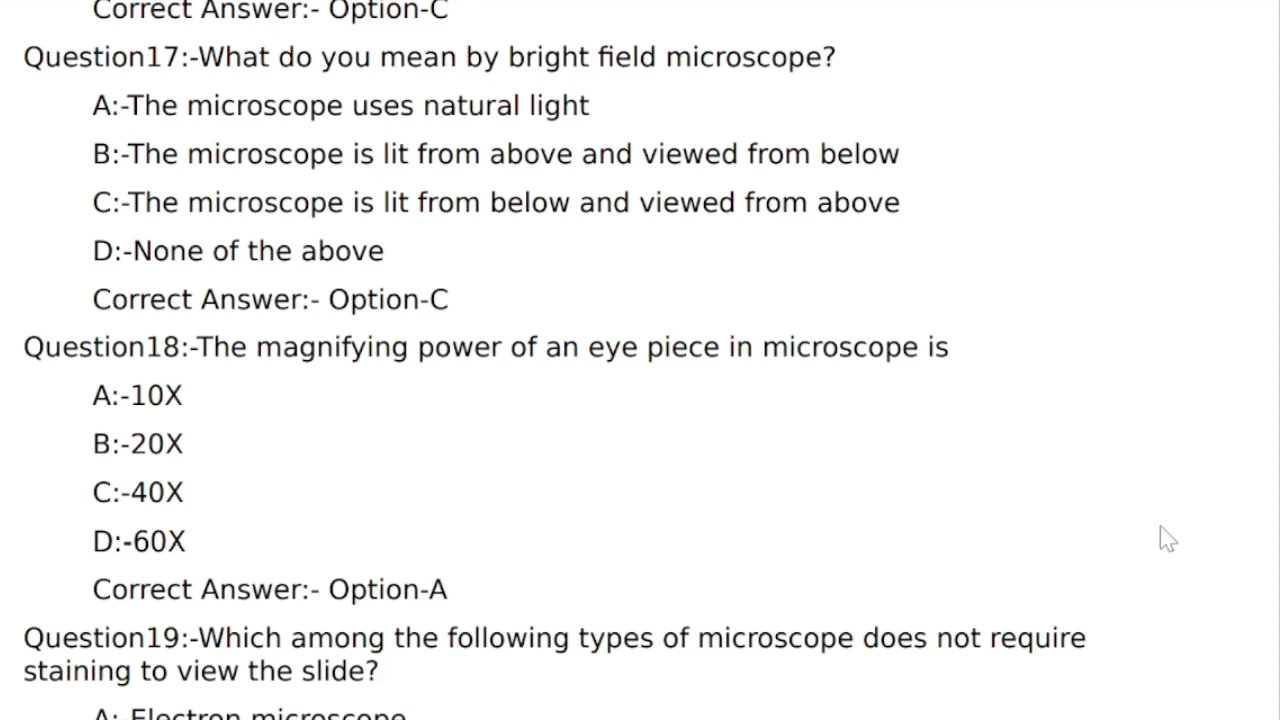 Correct Answer:- Option-C
Question17:-What do you mean by bright field microscope?
A:-The microscope uses natural light
B:-The microscope is lit from above and viewed from below
C:-The microscope is lit from below and viewed from above
D:-None of the above
Correct Answer:- Option-C
Question18:-The magnifying power of an eye piece in microscope is
A:-10X
B:-20X
C:-40X
D:-60X
Correct Answer:- Option-A
Question19:-Which among the following types of microscope does not require
staining to view the slide?
A:-Electron microscope